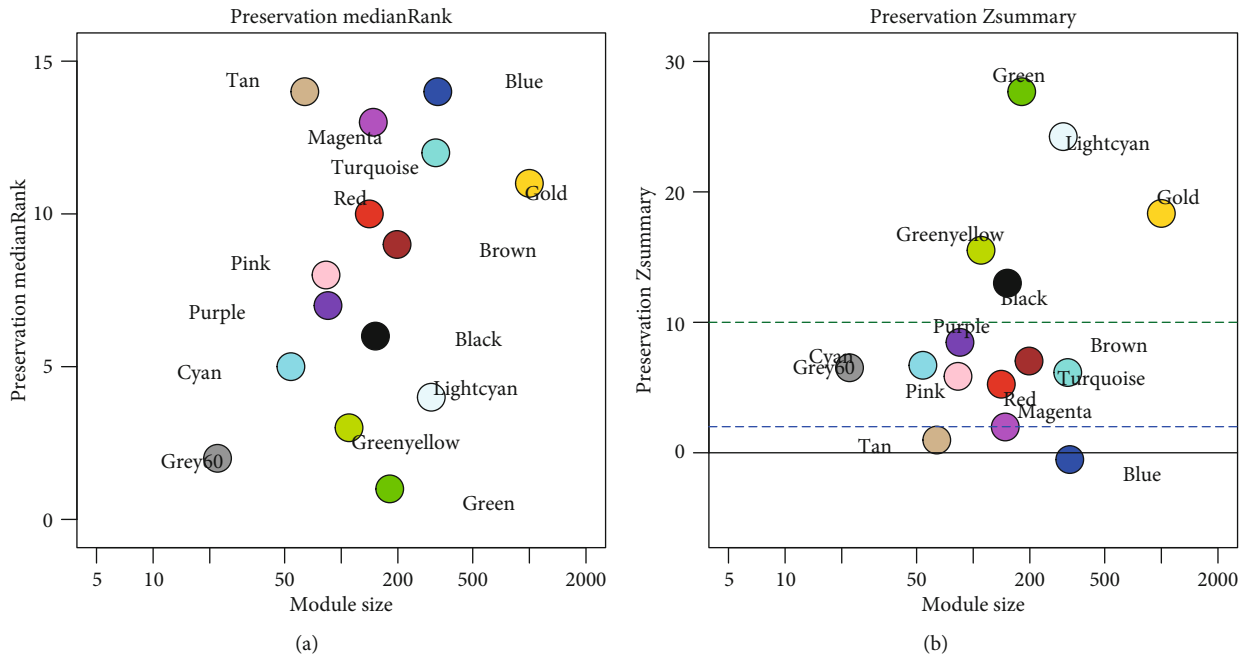 Preservation medianRank
Preservation medianRank
15
10
5
0
Tan
Blue
Magenta
Turquoise
Gold
Red
Brown
Pink
Purple
Black
Cyan
Lightcyan
Greenyellow
Grey60
Green
5
10
50
200
500
2000
Module size
(a)
Preservation Zsummary
Preservation Zsummary
30
20
10
0
Green
Lightcyan
Gold
Greenyellow
Black
Purple
Brown
Cyan
Grey60
Turquoise
Pink
Red
Magenta
Tan
Blue
5
10
50
200
500
2000
Module size
(b)